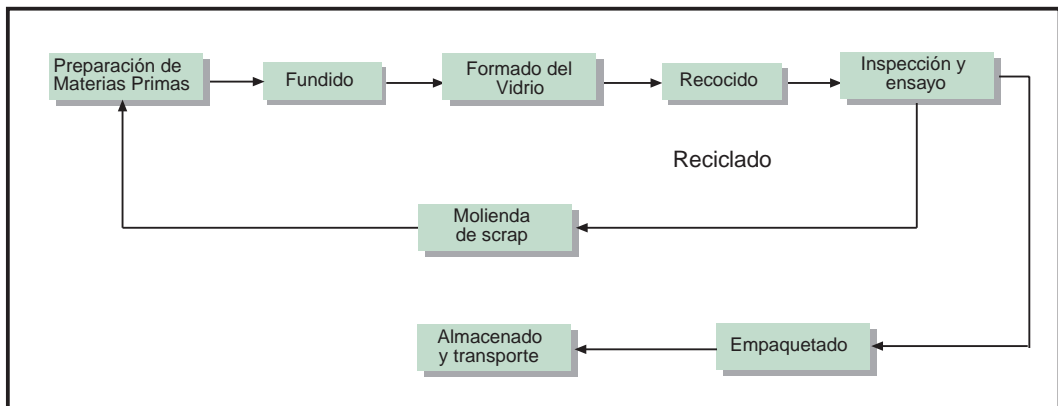 Preparación de
Materias Primas
Fundido
Formado del
Vidrio
Recocido
Inspección y
ensayo
Reciclado
Molienda
de scrap
Almacenado
y transporte
Empaquetado